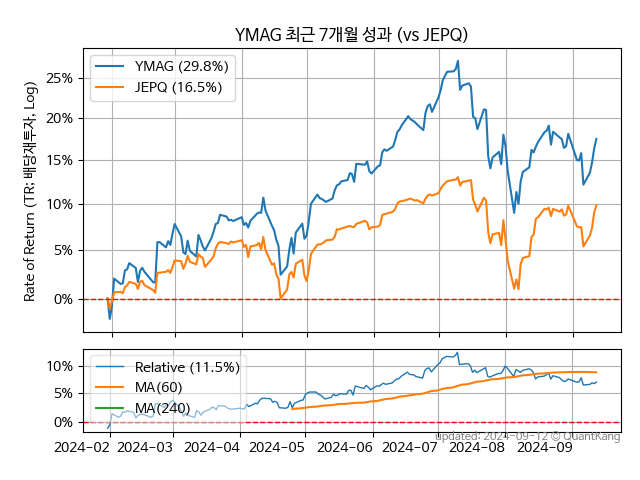 YMAG 최근 7개월 성과 (vs JEPQ)
Rate of Return (TR: 배당재투자, Log)
25%
20%
15%
10%
5%
0%
YMAG (29.8%)
JEPQ (16.5%)
10%
5%
0%
Relative (11.5%)
MA(60)
MA(240)
2024-02
2024-03
2024-04
2024-05
2024-06
2024-07
2024-08
2024-09
updated: 2024-09-12 © QuantKang